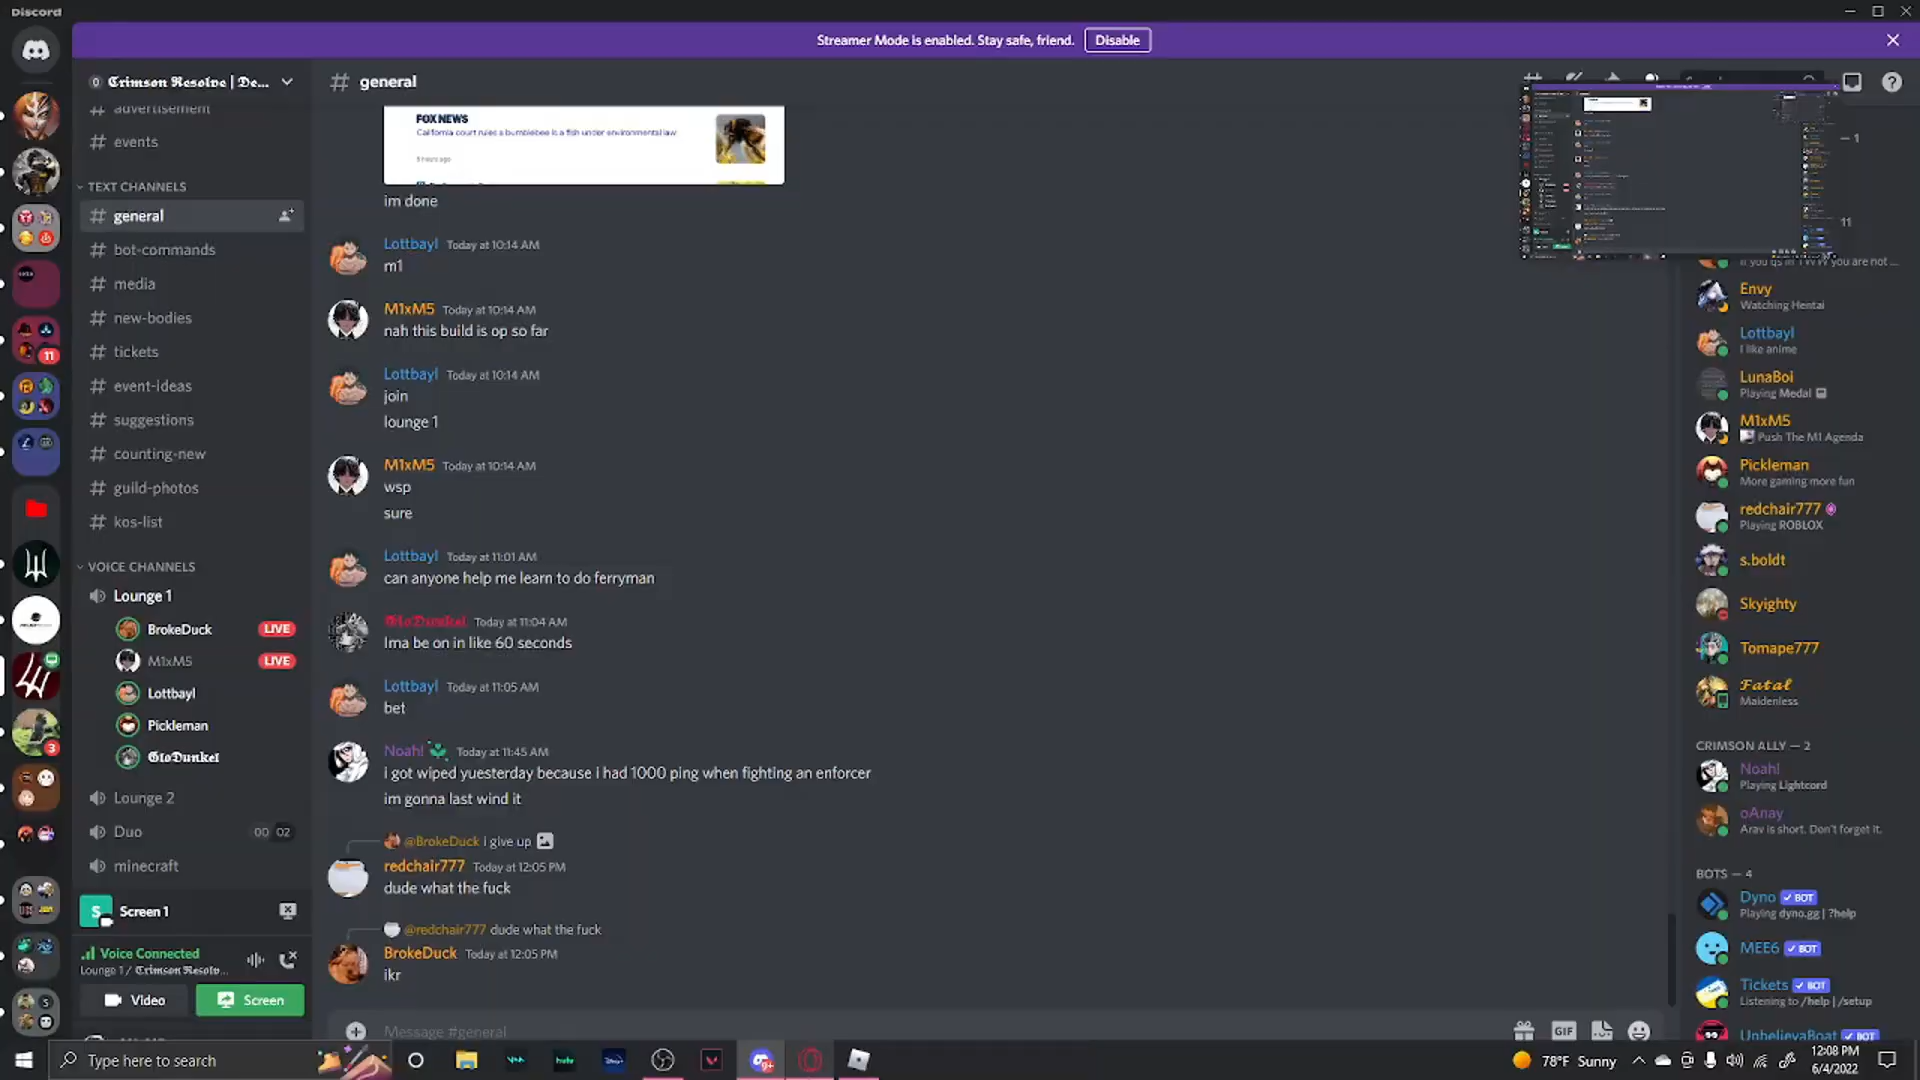 Discord
Streamer Mode is enabled. Stay safe, friend.
Disable
0 Crimson Resolve | De...
general
advertisement
events
TEXT CHANNELS
general
bot-commands
media
new-bodies
tickets
event-ideas
suggestions
counting-new
guild-photos
kos-list
VOICE CHANNELS
Lounge 1
BrokeDuck LIVE
M1xM5 LIVE
Lottbayl
Pickleman
GloDunkel
Lounge 2
Duo 00 02
minecraft
S Screen 1
Voice Connected
Lounge 1 / Crimson Resolv...
Video
Screen
11
3
FOX NEWS
California court rules a bumblebee is a fish under environmental law
8 hours ago
im done
Lottbayl Today at 10:14 AM
m1
M1xM5 Today at 10:14 AM
nah this build is op so far
Lottbayl Today at 10:14 AM
join
lounge 1
M1xM5 Today at 10:14 AM
wsp
sure
Lottbayl Today at 11:01 AM
can anyone help me learn to do ferryman
GloDunkel Today at 11:04 AM
Ima be on in like 60 seconds
Lottbayl Today at 11:05 AM
bet
Noah! Today at 11:45 AM
i got wiped yuesterday because i had 1000 ping when fighting an enforcer
im gonna last wind it
@BrokeDuck I give up
redchair777 Today at 12:05 PM
dude what the fuck
@redchair777 dude what the fuck
BrokeDuck Today at 12:05 PM
ikr
Message #general
GIF
— 1
11
If you gs in TWW you are not ...
Envy
Watching Hentai
Lottbayl
I like anime
LunaBoi
Playing Medal
M1xM5
Push The M1 Agenda
Pickleman
More gaming more fun
redchair777
Playing ROBLOX
s.boldt
Skyighty
Tomape777
Fatal
Maidenless
CRIMSON ALLY — 2
Noah!
Playing Lightcord
oAnay
Arav is short. Don't forget it.
BOTS — 4
Dyno BOT
Playing dyno.gg | ?help
MEE6 BOT
Tickets BOT
Listening to /help | /setup
UnbelievaBoat BOT
Type here to search
hulu
Disney+
9+
78°F Sunny
12:08 PM
6/4/2022